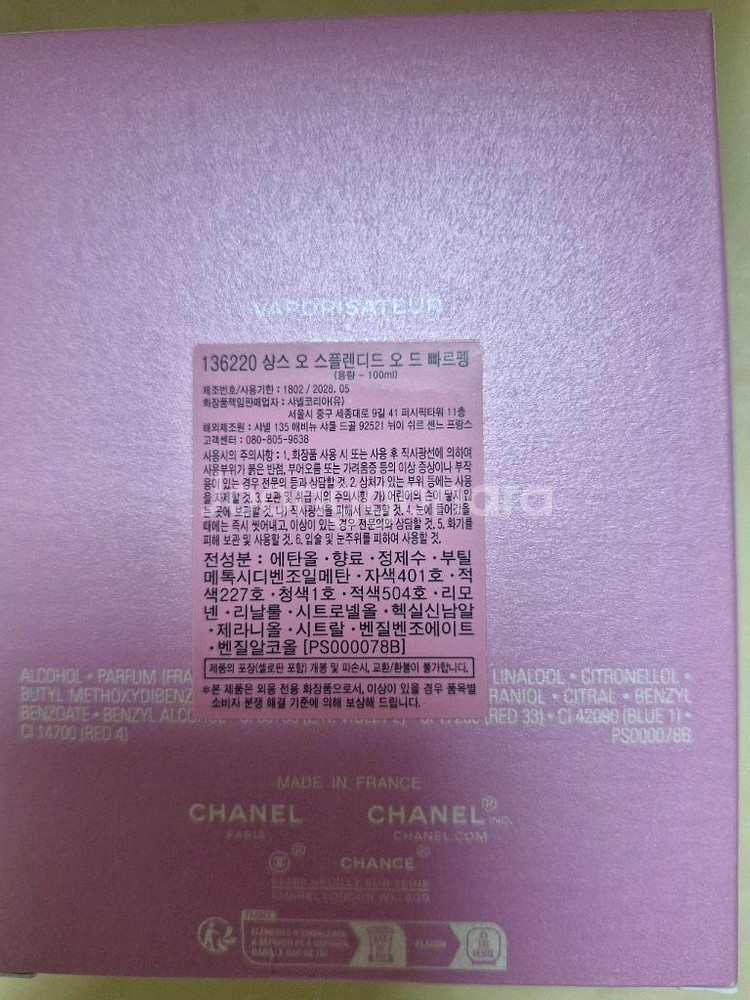 VAPORISATEUR
136220 샹스 오 스플렌디드 오 드 빠르펭
(용량 - 100ml)
제조번호/사용기한 : 1802 / 2028. 05
화장품책임판매업자 : 샤넬코리아(유)
서울시 중구 세종대로 9길 41 퍼시픽타워 11층
해외제조원 : 샤넬 135 애비뉴 샤를 드골 92521 뉘이 쉬르 센느 프랑스
고객센터 : 080-805-9638
사용시의 주의사항 : 1. 화장품 사용 시 또는 사용 후 직사광선에 의하여
사용부위가 붉은 반점, 부어오름 또는 가려움증 등의 이상 증상이나 부작
용이 있는 경우 전문의 등과 상담할 것. 2. 상처가 있는 부위 등에는 사용
을 자제할 것. 3. 보관 및 취급 시의 주의사항 가) 어린이의 손이 닿지 않
는 곳에 보관할 것. 나) 직사광선을 피해서 보관할 것. 4. 눈에 들어갔을
때에는 즉시 씻어내고, 이상이 있는 경우 전문의와 상담할 것. 5. 화기를
피해 보관 및 사용할 것. 6. 입술 및 눈주위를 피하여 사용할 것.
전성분 : 에탄올 · 향료 · 정제수 · 부틸
메톡시디벤조일메탄 · 자색401호 · 적
색227호 · 청색1호 · 적색504호 · 리모
넨 · 리날룰 · 시트로넬올 · 헥실신남알
· 제라니올 · 시트랄 · 벤질벤조에이트
· 벤질알코올 [PS000078B]
제품의 포장(셀로판 포함) 개봉 및 파손시, 교환/환불이 불가합니다.
※본 제품은 외용 전용 화장품으로서, 이상이 있을 경우 품목별
소비자 분쟁 해결 기준에 의해 보상해 드립니다.
ALCOHOL • PARFUM (FRA LINALOOL • CITRONELLOL •
BUTYL METHOXYDIBENZ RANIOL • CITRAL • BENZYL
BENZOATE • BENZYL ALCOH (RED 33) • CI 42090 (BLUE 1) •
CI 14700 (RED 4) PS000078B
MADE IN FRANCE
CHANEL CHANEL® INC.
PARIS CHANEL.COM
® CHANCE®
NEUILLY SUR SEINE
CHANEL LONDON W1J 6DG
FRANCE
ÉLÉMENTS D'EMBALLAGE
À DÉPOSER
DANS LE BAC DE TRI
FLACON
VERRE